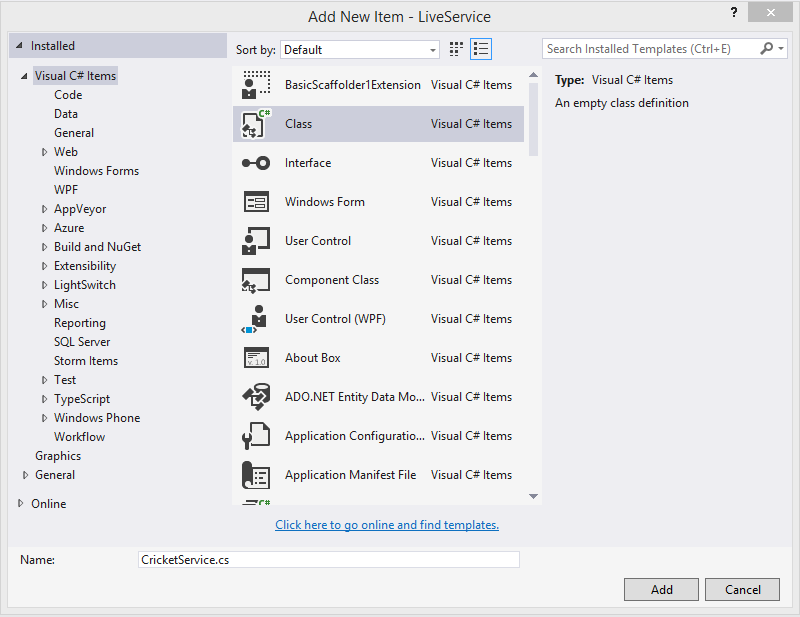 Add New Item - LiveService
?
Installed
Visual C# Items
Code
Data
General
Web
Windows Forms
WPF
AppVeyor
Azure
Build and NuGet
Extensibility
LightSwitch
Misc
Reporting
SQL Server
Storm Items
Test
TypeScript
Windows Phone
Workflow
Graphics
General
Online
Sort by: Default
BasicScaffolder1Extension Visual C# Items
C#
Class Visual C# Items
Interface Visual C# Items
Windows Form Visual C# Items
User Control Visual C# Items
Component Class Visual C# Items
User Control (WPF) Visual C# Items
About Box Visual C# Items
v. 1.0
ADO.NET Entity Data Mo... Visual C# Items
Application Configuratio... Visual C# Items
Application Manifest File Visual C# Items
C#
Click here to go online and find templates.
Search Installed Templates (Ctrl+E)
Type: Visual C# Items
An empty class definition
Name: CricketService.cs
Add Cancel